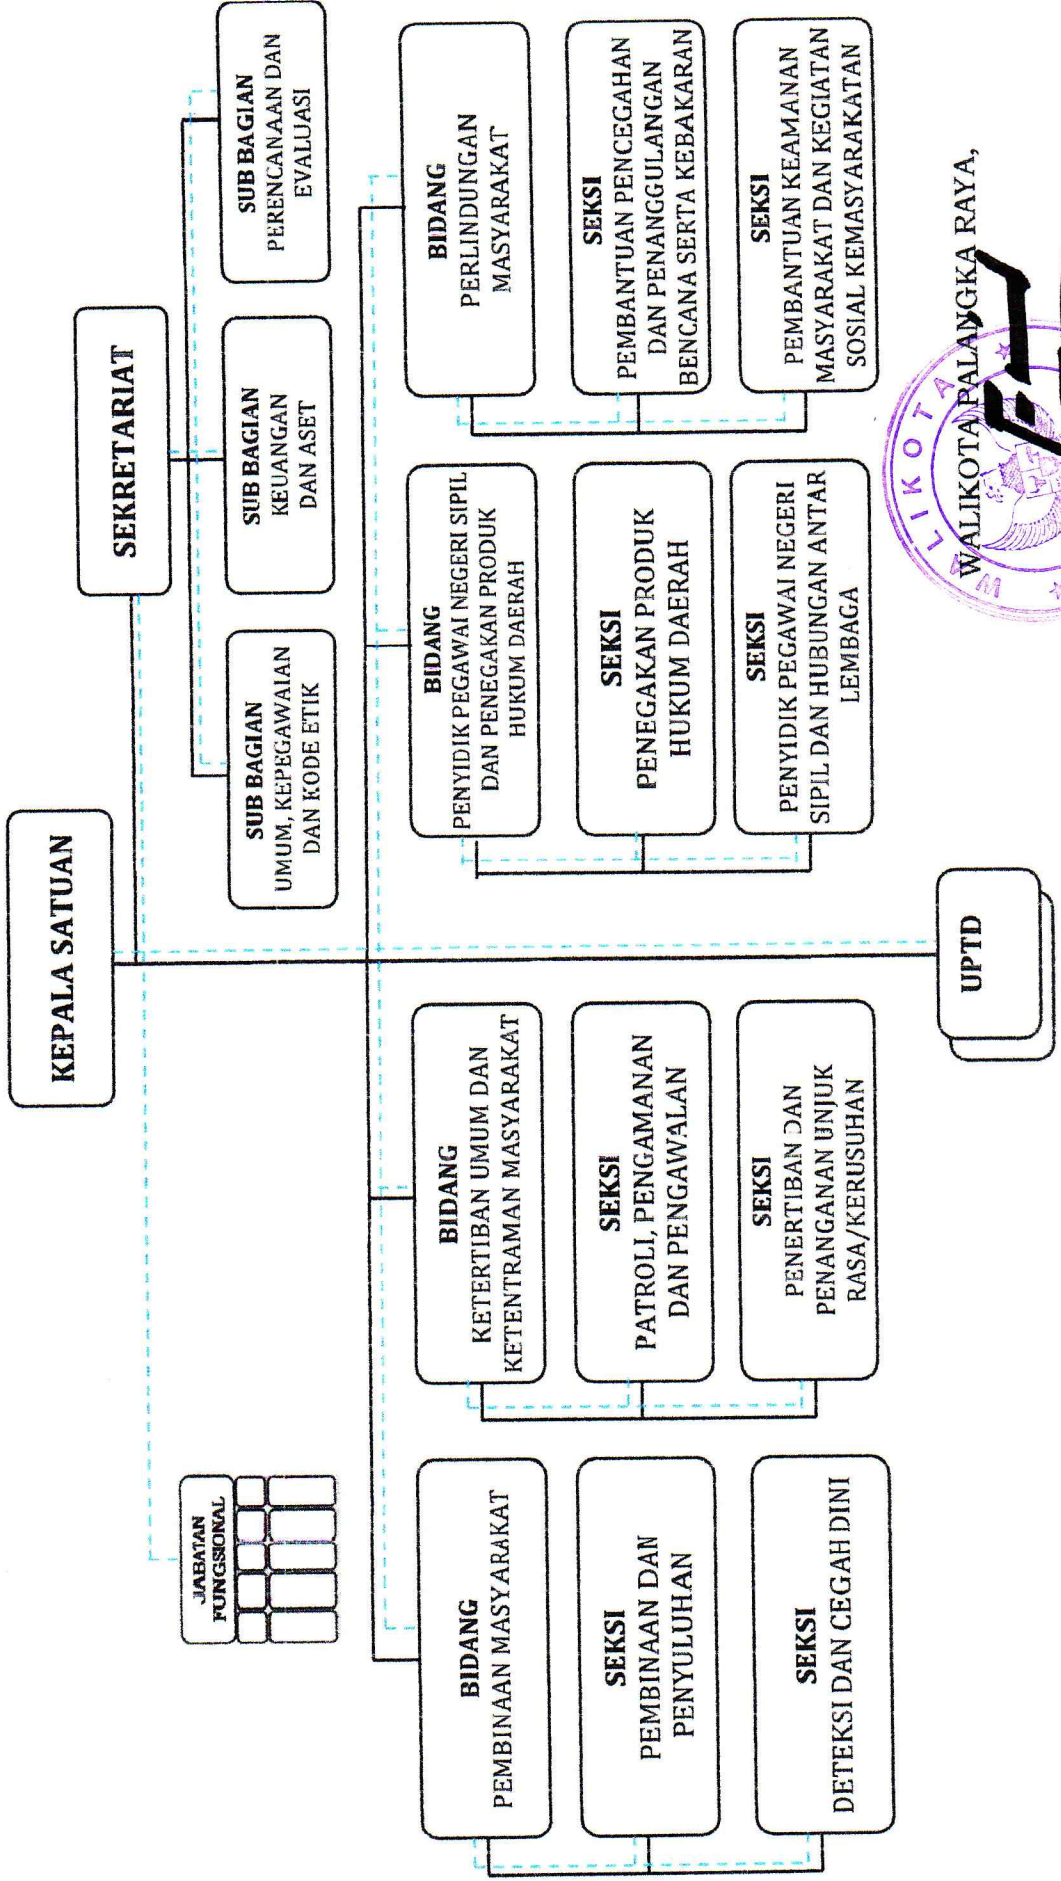 KEPALA SATUAN
SEKRETARIAT
SUB BAGIAN
UMUM, KEPEGAWAIAN
DAN KODE ETIK
SUB BAGIAN
KEUANGAN
DAN ASET
SUB BAGIAN
PERENCANAAN DAN
EVALUASI
JABATAN
FUNGSIONAL
BIDANG
PEMBINAAN MASYARAKAT
SEKSI
PEMBINAAN DAN
PENYULUHAN
SEKSI
DETEKSI DAN CEGAH DINI
BIDANG
KETERTIBAN UMUM DAN
KETENTRAMAN MASYARAKAT
SEKSI
PATROLI, PENGAMANAN
DAN PENGAWALAN
SEKSI
PENERTIBAN DAN
PENANGANAN UNJUK
RASA/KERUSUHAN
BIDANG
PENYIDIK PEGAWAI NEGERI SIPIL
DAN PENEGAKAN PRODUK
HUKUM DAERAH
SEKSI
PENEGAKAN PRODUK
HUKUM DAERAH
SEKSI
PENYIDIK PEGAWAI NEGERI
SIPIL DAN HUBUNGAN ANTAR
LEMBAGA
BIDANG
PERLINDUNGAN
MASYARAKAT
SEKSI
PEMBANTUAN PENCEGAHAN
DAN PENANGGULANGAN
BENCANA SERTA KEBAKARAN
SEKSI
PEMBANTUAN KEAMANAN
MASYARAKAT DAN KEGIATAN
SOSIAL KEMASYARAKATAN
UPTD
WALIKOTA PALANGKA RAYA,
WALIKOTA